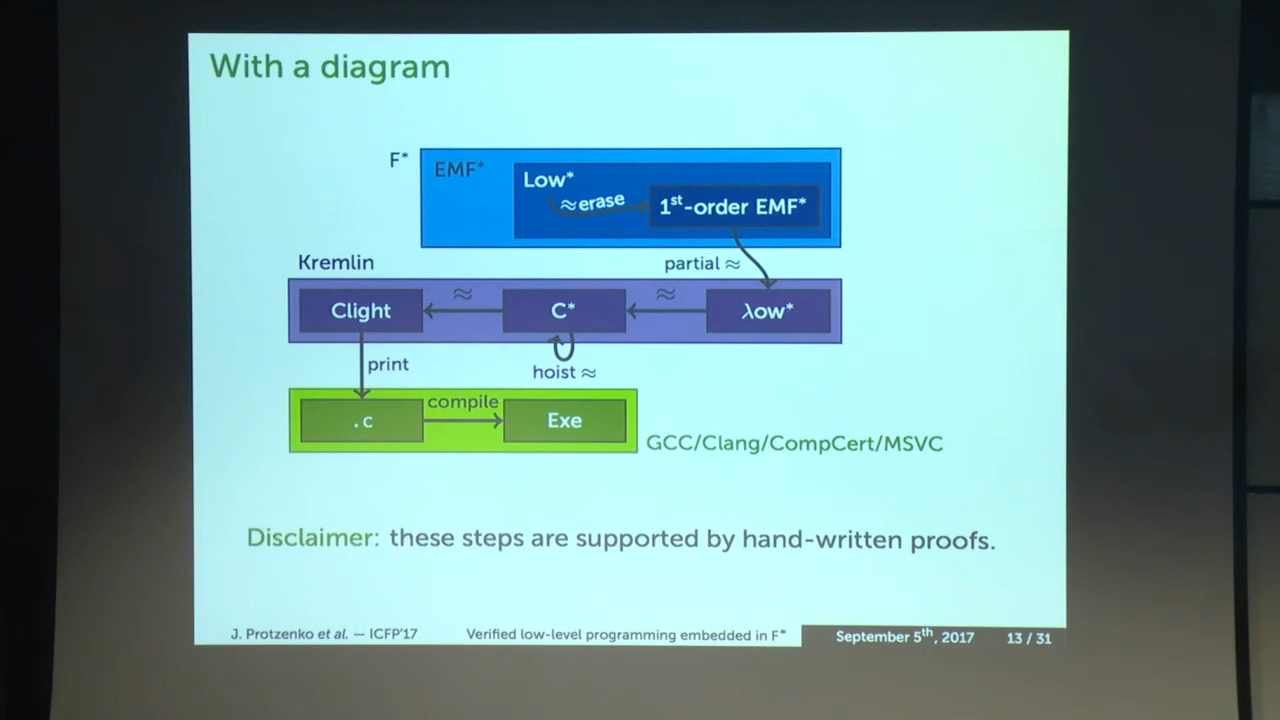 With a diagram
F*
EMF*
Low*
≈erase
1st-order EMF*
Kremlin
partial ≈
Clight
≈
C*
≈
λow*
print
hoist ≈
.c
compile
Exe
GCC/Clang/CompCert/MSVC
Disclaimer: these steps are supported by hand-written proofs.
J. Protzenko et al. — ICFP'17
Verified low-level programming embedded in F*
September 5th, 2017
13 / 31